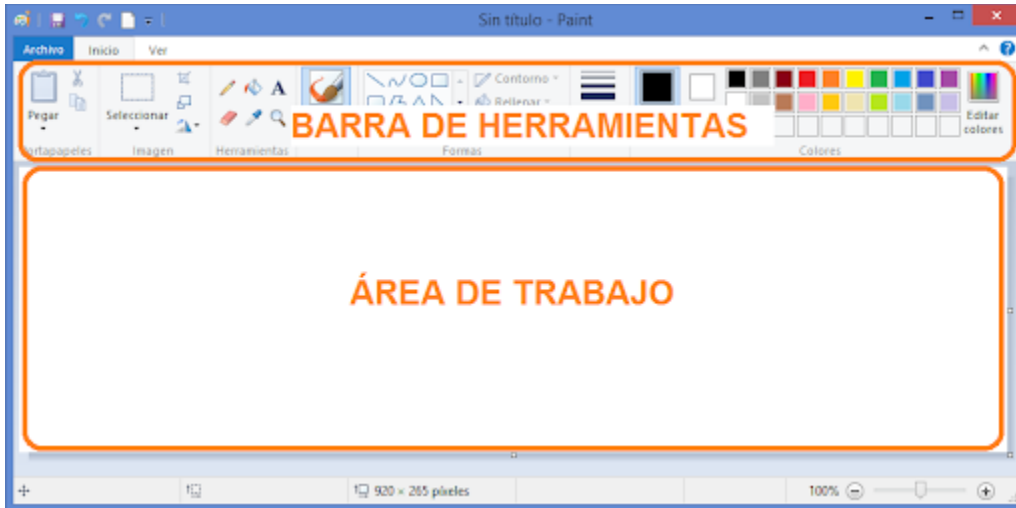 Sin título - Paint
Archivo Inicio Ver
Contorno
Rellenar
Pegar
Seleccionar
A
Editar
colores
BARRA DE HERRAMIENTAS
Portapapeles Imagen Herramientas Formas Colores
ÁREA DE TRABAJO
920 × 265 píxeles 100%